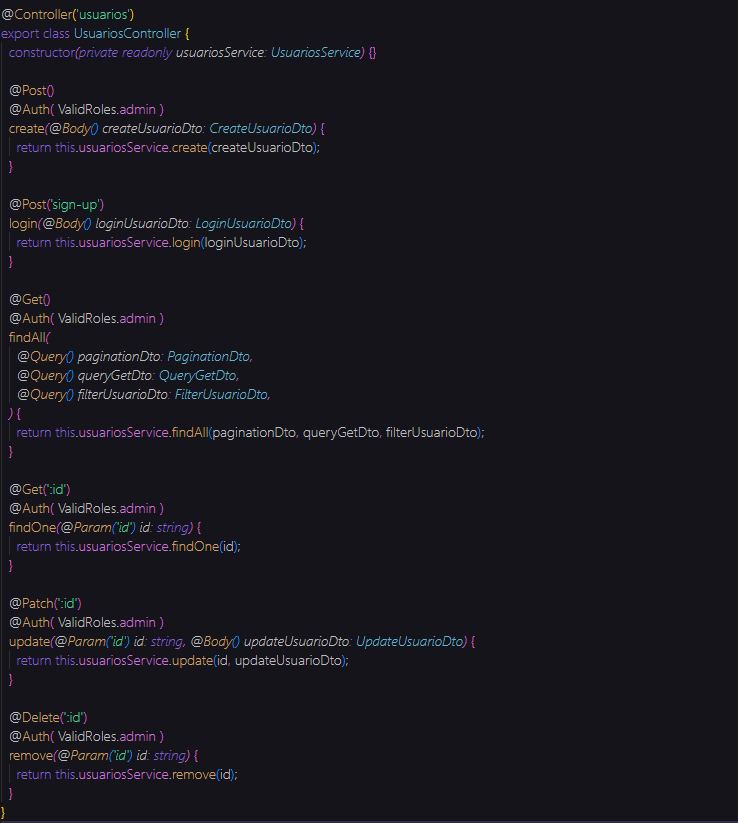 @Controller('usuarios')
export class UsuariosController {
  constructor(private readonly usuariosService: UsuariosService) {}

  @Post()
  @Auth( ValidRoles.admin )
  create(@Body() createUsuarioDto: CreateUsuarioDto) {
    return this.usuariosService.create(createUsuarioDto);
  }

  @Post('sign-up')
  login(@Body() loginUsuarioDto: LoginUsuarioDto) {
    return this.usuariosService.login(loginUsuarioDto);
  }

  @Get()
  @Auth( ValidRoles.admin )
  findAll(
    @Query() paginationDto: PaginationDto,
    @Query() queryGetDto: QueryGetDto,
    @Query() filterUsuarioDto: FilterUsuarioDto,
  ) {
    return this.usuariosService.findAll(paginationDto, queryGetDto, filterUsuarioDto);
  }

  @Get(':id')
  @Auth( ValidRoles.admin )
  findOne(@Param('id') id: string) {
    return this.usuariosService.findOne(id);
  }

  @Patch(':id')
  @Auth( ValidRoles.admin )
  update(@Param('id') id: string, @Body() updateUsuarioDto: UpdateUsuarioDto) {
    return this.usuariosService.update(id, updateUsuarioDto);
  }

  @Delete(':id')
  @Auth( ValidRoles.admin )
  remove(@Param('id') id: string) {
    return this.usuariosService.remove(id);
  }
}